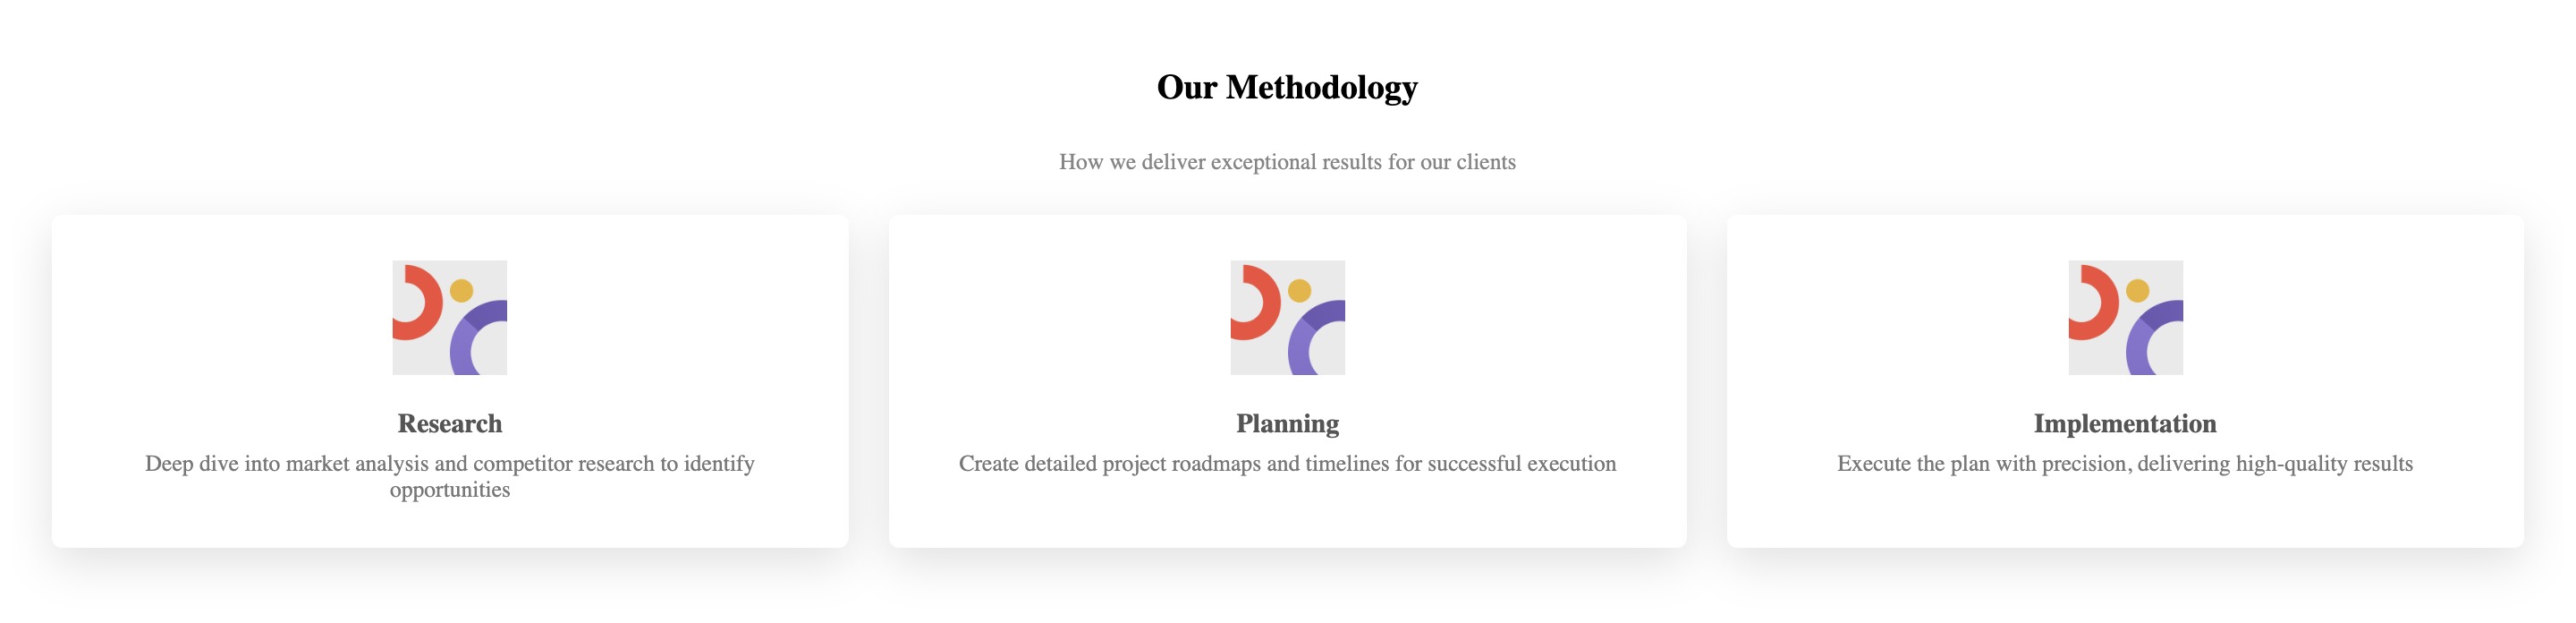 Our Methodology
How we deliver exceptional results for our clients
Research
Deep dive into market analysis and competitor research to identify
opportunities
Planning
Create detailed project roadmaps and timelines for successful execution
Implementation
Execute the plan with precision, delivering high-quality results